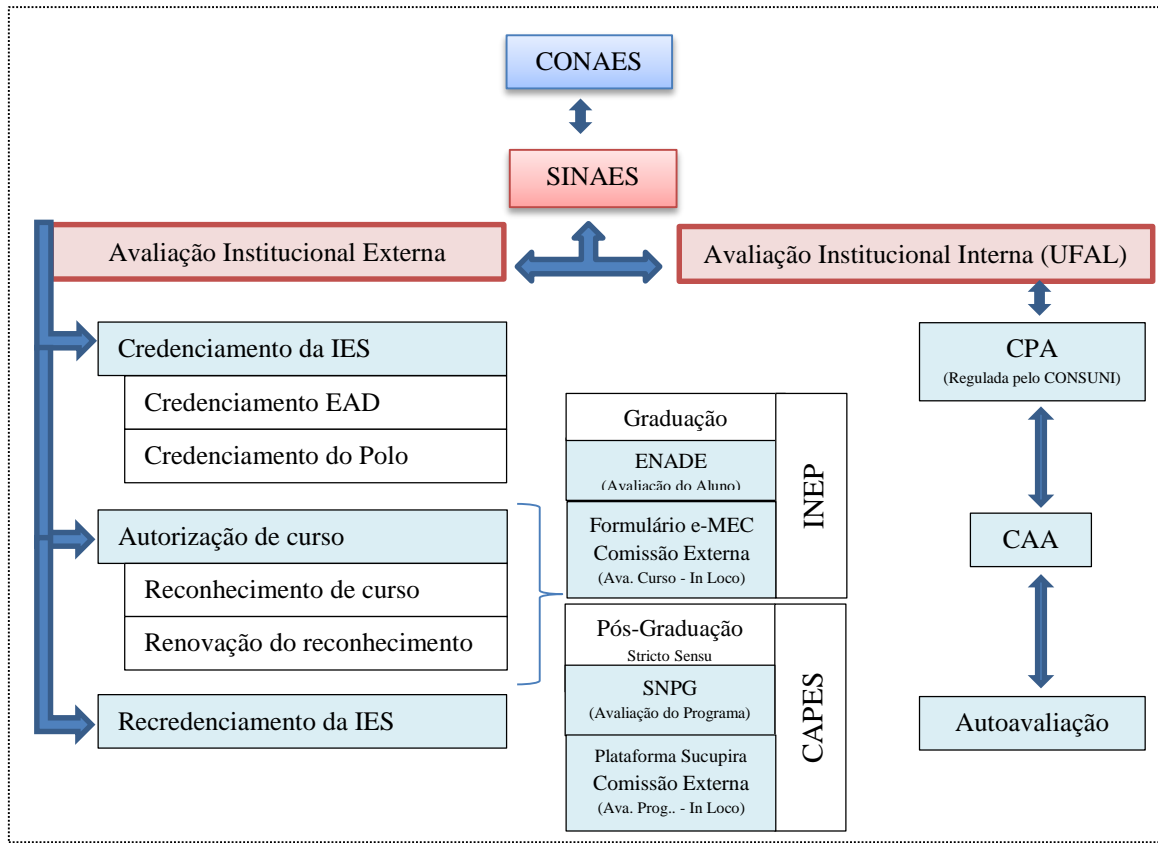 CONAES
SINAES
Avaliação Institucional Externa
Avaliação Institucional Interna (UFAL)
Credenciamento da IES
Credenciamento EAD
Credenciamento do Polo
Autorização de curso
Reconhecimento de curso
Renovação do reconhecimento
Recredenciamento da IES
Graduação
ENADE
(Avaliação do Aluno)
Formulário e-MEC
Comissão Externa
(Ava. Curso - In Loco)
INEP
Pós-Graduação
Stricto Sensu
SNPG
(Avaliação do Programa)
Plataforma Sucupira
Comissão Externa
(Ava. Prog.. - In Loco)
CAPES
CPA
(Regulada pelo CONSUNI)
CAA
Autoavaliação